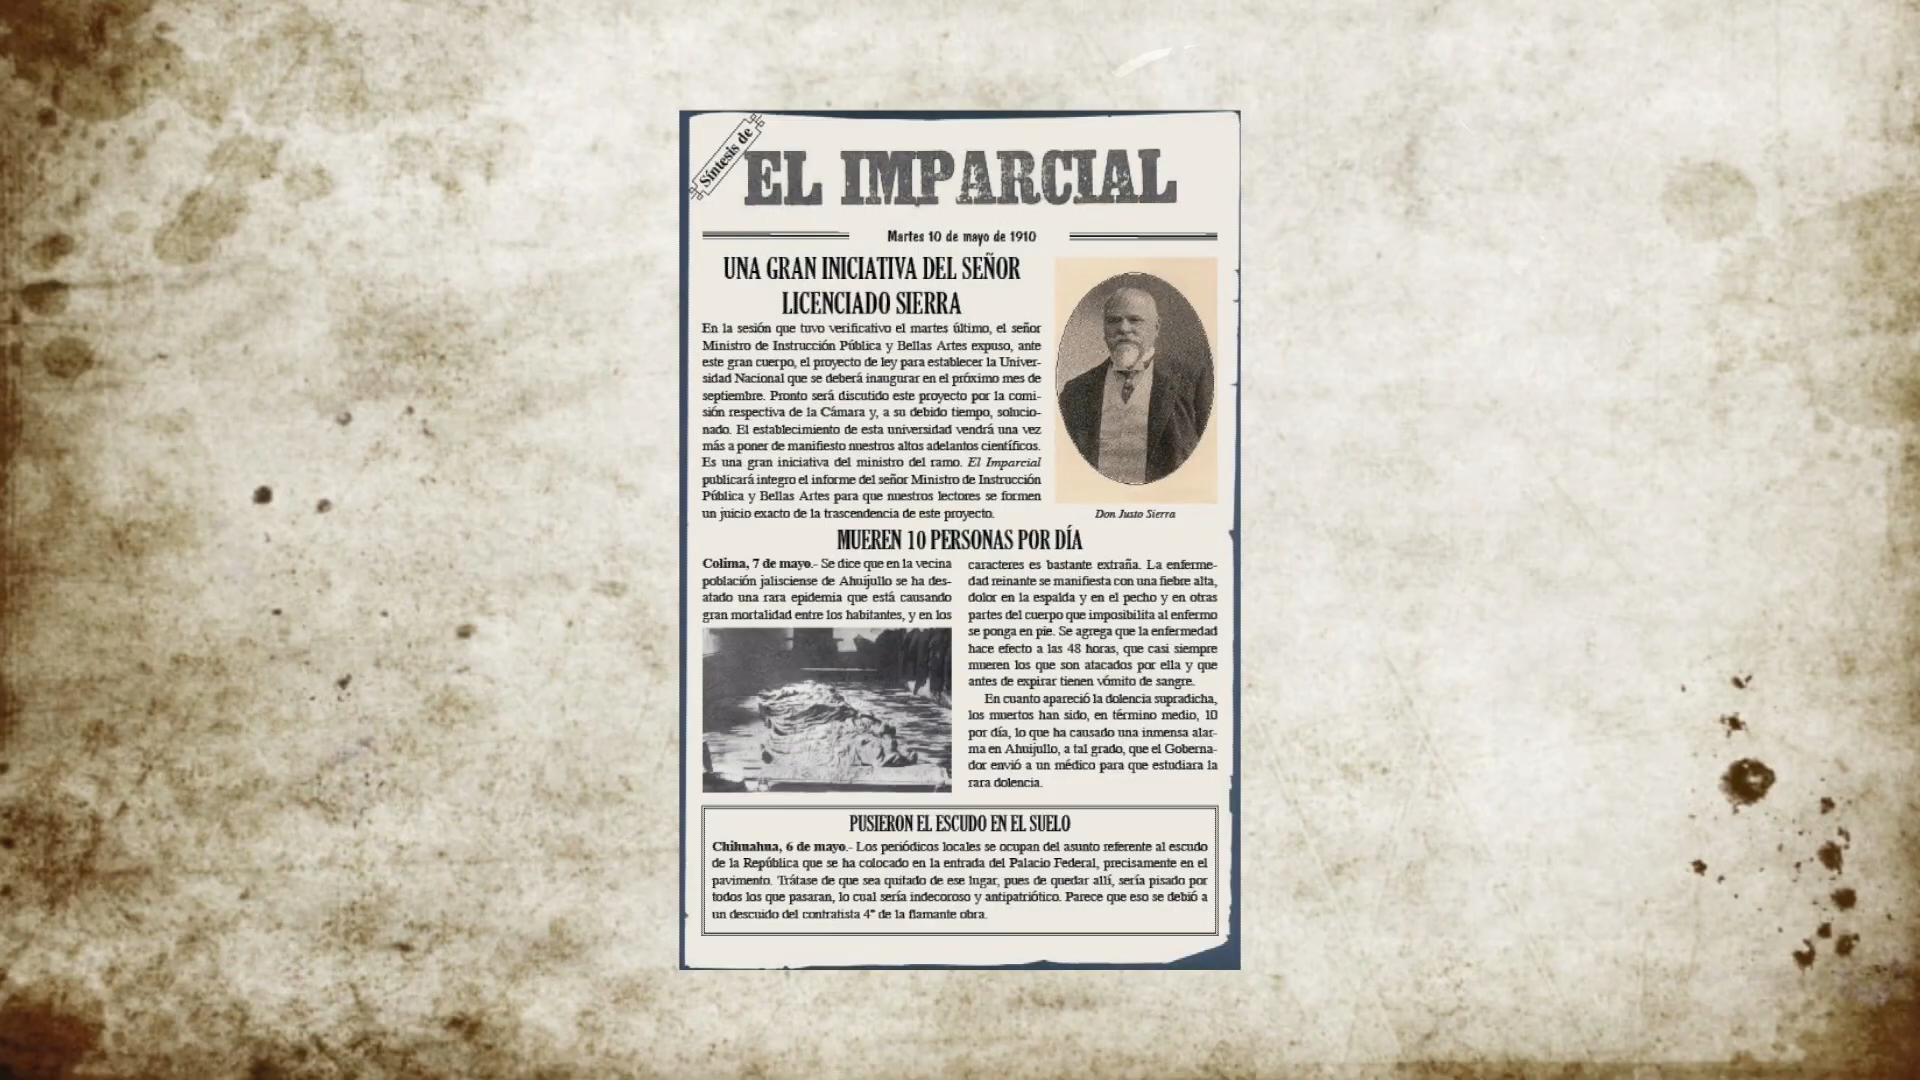 Síntesis de
EL IMPARCIAL
Martes 10 de mayo de 1910
UNA GRAN INICIATIVA DEL SEÑOR
LICENCIADO SIERRA
En la sesión que tuvo verificativo el martes último, el señor
Ministro de Instrucción Pública y Bellas Artes expuso, ante
este gran cuerpo, el proyecto de ley para establecer la Univer-
sidad Nacional que se deberá inaugurar en el próximo mes de
septiembre. Pronto será discutido este proyecto por la comi-
sión respectiva de la Cámara y, a su debido tiempo, solucio-
nado. El establecimiento de esta universidad vendrá una vez
más a poner de manifiesto nuestros altos adelantos científicos.
Es una gran iniciativa del ministro del ramo. El Imparcial
publicará integro el informe del señor Ministro de Instrucción
Pública y Bellas Artes para que nuestros lectores se formen
un juicio exacto de la trascendencia de este proyecto.
Don Justo Sierra
MUEREN 10 PERSONAS POR DÍA
Colima, 7 de mayo.- Se dice que en la vecina
población jalisciense de Ahuijullo se ha des-
atado una rara epidemia que está causando
gran mortalidad entre los habitantes, y en los
caracteres es bastante extraña. La enferme-
dad reinante se manifiesta con una fiebre alta,
dolor en la espalda y en el pecho y en otras
partes del cuerpo que imposibilita al enfermo
se ponga en pie. Se agrega que la enfermedad
hace efecto a las 48 horas, que casi siempre
mueren los que son atacados por ella y que
antes de expirar tienen vómito de sangre.
En cuanto apareció la dolencia supradicha,
los muertos han sido, en término medio, 10
por día, lo que ha causado una inmensa alar-
ma en Ahuijullo, a tal grado, que el Goberna-
dor envió a un médico para que estudiara la
rara dolencia.
PUSIERON EL ESCUDO EN EL SUELO
Chihuahua, 6 de mayo.- Los periódicos locales se ocupan del asunto referente al escudo
de la República que se ha colocado en la entrada del Palacio Federal, precisamente en el
pavimento. Trátase de que sea quitado de ese lugar, pues de quedar allí, sería pisado por
todos los que pasaran, lo cual sería indecoroso y antipatriótico. Parece que eso se debió a
un descuido del contratista 4° de la flamante obra.